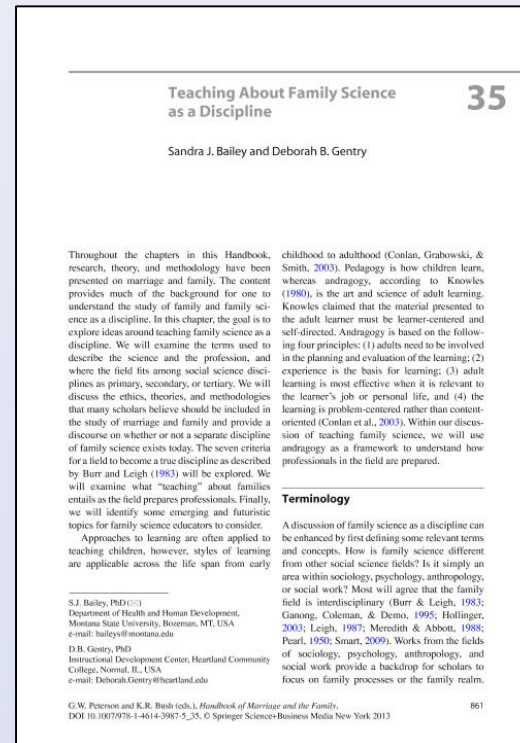 Teaching About Family Science
as a Discipline
35
Sandra J. Bailey and Deborah B. Gentry
Throughout the chapters in this Handbook,
research, theory, and methodology have been
presented on marriage and family. The content
provides much of the background for one to
understand the study of family and family sci-
ence as a discipline. In this chapter, the goal is to
explore ideas around teaching family science as a
discipline. We will examine the terms used to
describe the science and the profession, and
where the field fits among social science disci-
plines as primary, secondary, or tertiary. We will
discuss the ethics, theories, and methodologies
that many scholars believe should be included in
the study of marriage and family and provide a
discourse on whether or not a separate discipline
of family science exists today. The seven criteria
for a field to become a true discipline as described
by Burr and Leigh (1983) will be explored. We
will examine what "teaching" about families
entails as the field prepares professionals. Finally,
we will identify some emerging and futuristic
topics for family science educators to consider.
Approaches to learning are often applied to
teaching children, however, styles of learning
are applicable across the life span from early
S.J. Bailey, PhD (✉)
Department of Health and Human Development,
Montana State University, Bozeman, MT, USA
e-mail: baileys@montana.edu
D.B. Gentry, PhD
Instructional Development Center, Heartland Community
College, Normal, IL, USA
e-mail: Deborah.Gentry@heartland.edu
childhood to adulthood (Conlan, Grabowski, &
Smith, 2003). Pedagogy is how children learn,
whereas andragogy, according to Knowles
(1980), is the art and science of adult learning.
Knowles claimed that the material presented to
the adult learner must be learner-centered and
self-directed. Andragogy is based on the follow-
ing four principles: (1) adults need to be involved
in the planning and evaluation of the learning; (2)
experience is the basis for learning; (3) adult
learning is most effective when it is relevant to
the learner's job or personal life, and (4) the
learning is problem-centered rather than content-
oriented (Conlan et al., 2003). Within our discus-
sion of teaching family science, we will use
andragogy as a framework to understand how
professionals in the field are prepared.
Terminology
A discussion of family science as a discipline can
be enhanced by first defining some relevant terms
and concepts. How is family science different
from other social science fields? Is it simply an
area within sociology, psychology, anthropology,
or social work? Most will agree that the family
field is interdisciplinary (Burr & Leigh, 1983;
Ganong, Coleman, & Demo, 1995; Hollinger,
2003; Leigh, 1987; Meredith & Abbott, 1988;
Pearl, 1950; Smart, 2009). Works from the fields
of sociology, psychology, anthropology, and
social work provide a backdrop for scholars to
focus on family processes or the family realm.
G.W. Peterson and K.R. Bush (eds.), Handbook of Marriage and the Family,
DOI 10.1007/978-1-4614-3987-5_35, © Springer Science+Business Media New York 2013
861